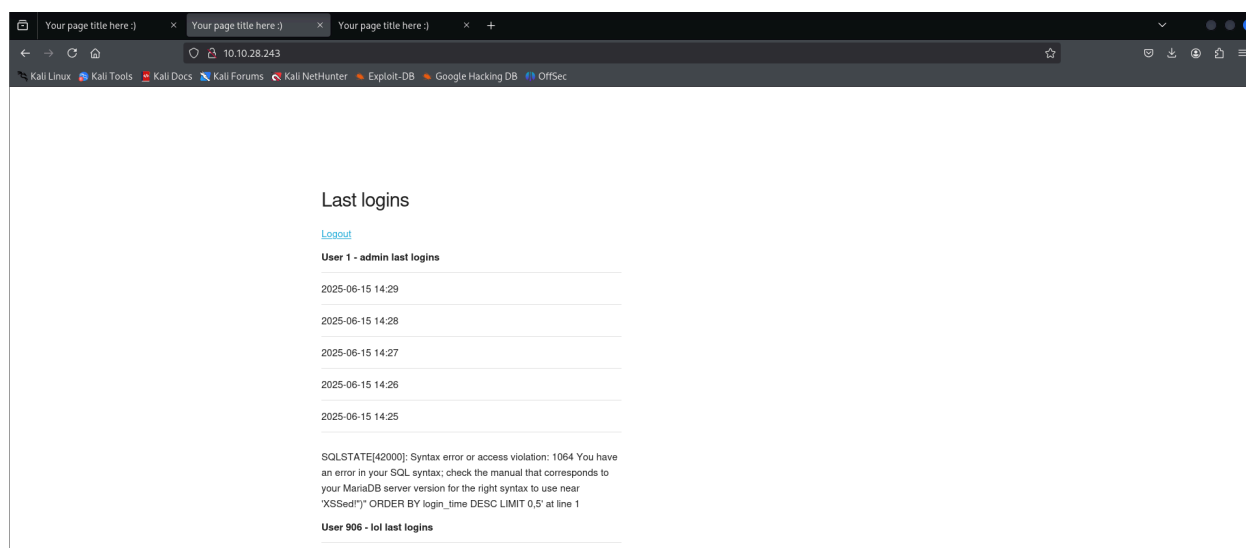 Your page title here :)
Your page title here :)
Your page title here :)
10.10.28.243
Kali Linux Kali Tools Kali Docs Kali Forums Kali NetHunter Exploit-DB Google Hacking DB OffSec
Last logins
Logout
User 1 - admin last logins
2025-06-15 14:29
2025-06-15 14:28
2025-06-15 14:27
2025-06-15 14:26
2025-06-15 14:25
SQLSTATE[42000]: Syntax error or access violation: 1064 You have
an error in your SQL syntax; check the manual that corresponds to
your MariaDB server version for the right syntax to use near
'XSSed!")" ORDER BY login_time DESC LIMIT 0,5' at line 1
User 906 - lol last logins